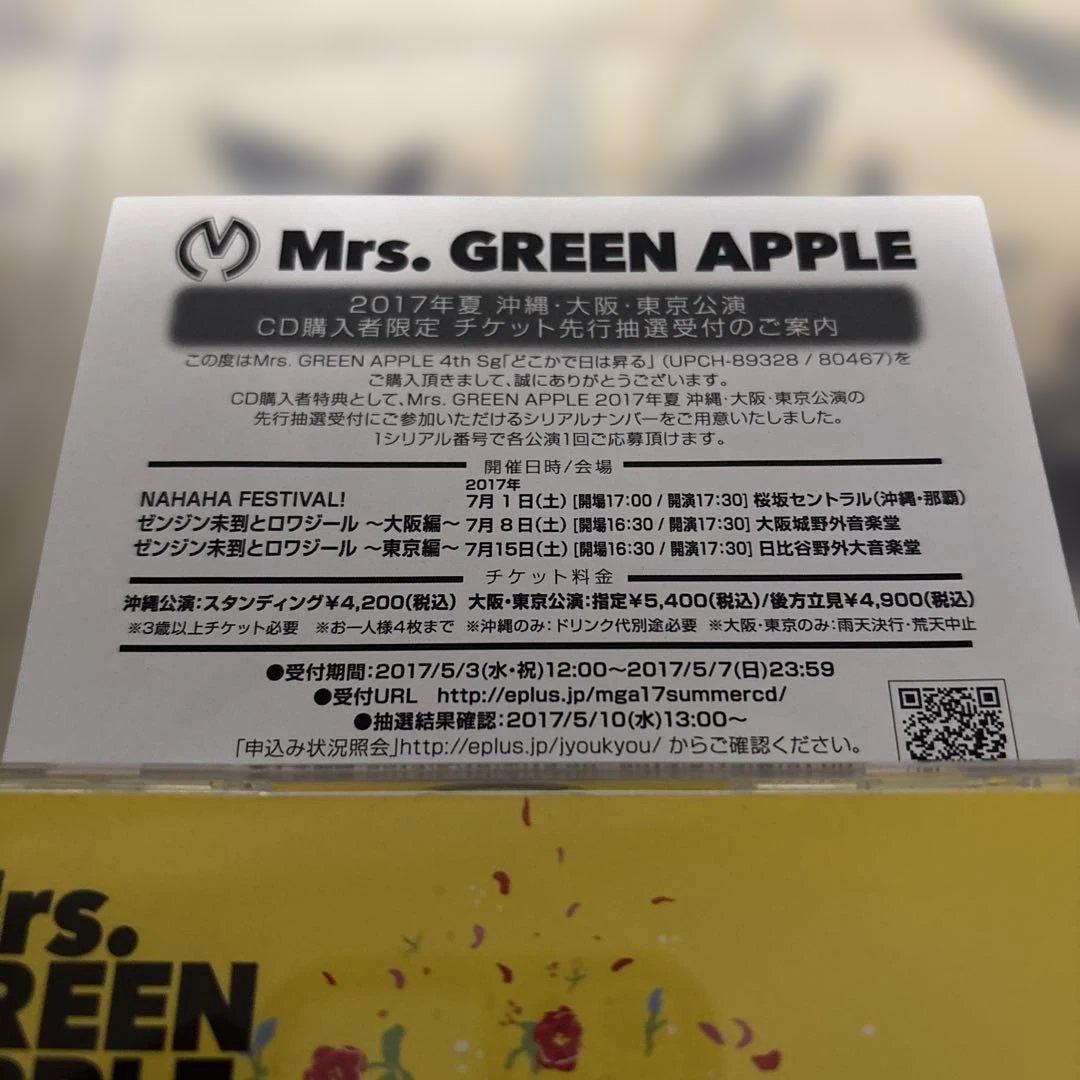 Mrs. GREEN APPLE
2017年夏 沖縄・大阪・東京公演
CD購入者限定 チケット先行抽選受付のご案内
この度はMrs. GREEN APPLE 4th Sg「どこかで日は昇る」(UPCH-89328 / 80467)を
ご購入頂きまして、誠にありがとうございます。
CD購入者特典として、Mrs. GREEN APPLE 2017年夏 沖縄・大阪・東京公演の
先行抽選受付にご参加いただけるシリアルナンバーをご用意いたしました。
1シリアル番号で各公演1回ご応募頂けます。
開催日時/会場
2017年
NAHAHA FESTIVAL! 7月1日(土) [開場17:00 / 開演17:30] 桜坂セントラル(沖縄・那覇)
ゼンジン未到とロワジール ～大阪編～ 7月8日(土) [開場16:30 / 開演17:30] 大阪城野外音楽堂
ゼンジン未到とロワジール ～東京編～ 7月15日(土) [開場16:30 / 開演17:30] 日比谷野外大音楽堂
チケット料金
沖縄公演:スタンディング¥4,200(税込) 大阪・東京公演:指定¥5,400(税込)/後方立見¥4,900(税込)
※3歳以上チケット必要 ※お一人様4枚まで ※沖縄のみ:ドリンク代別途必要 ※大阪・東京のみ:雨天決行・荒天中止
●受付期間:2017/5/3(水・祝)12:00～2017/5/7(日)23:59
●受付URL http://eplus.jp/mga17summercd/
●抽選結果確認:2017/5/10(水)13:00～
「申込み状況照会」http://eplus.jp/jyoukyou/ からご確認ください。
Mrs.
GREEN
APPLE